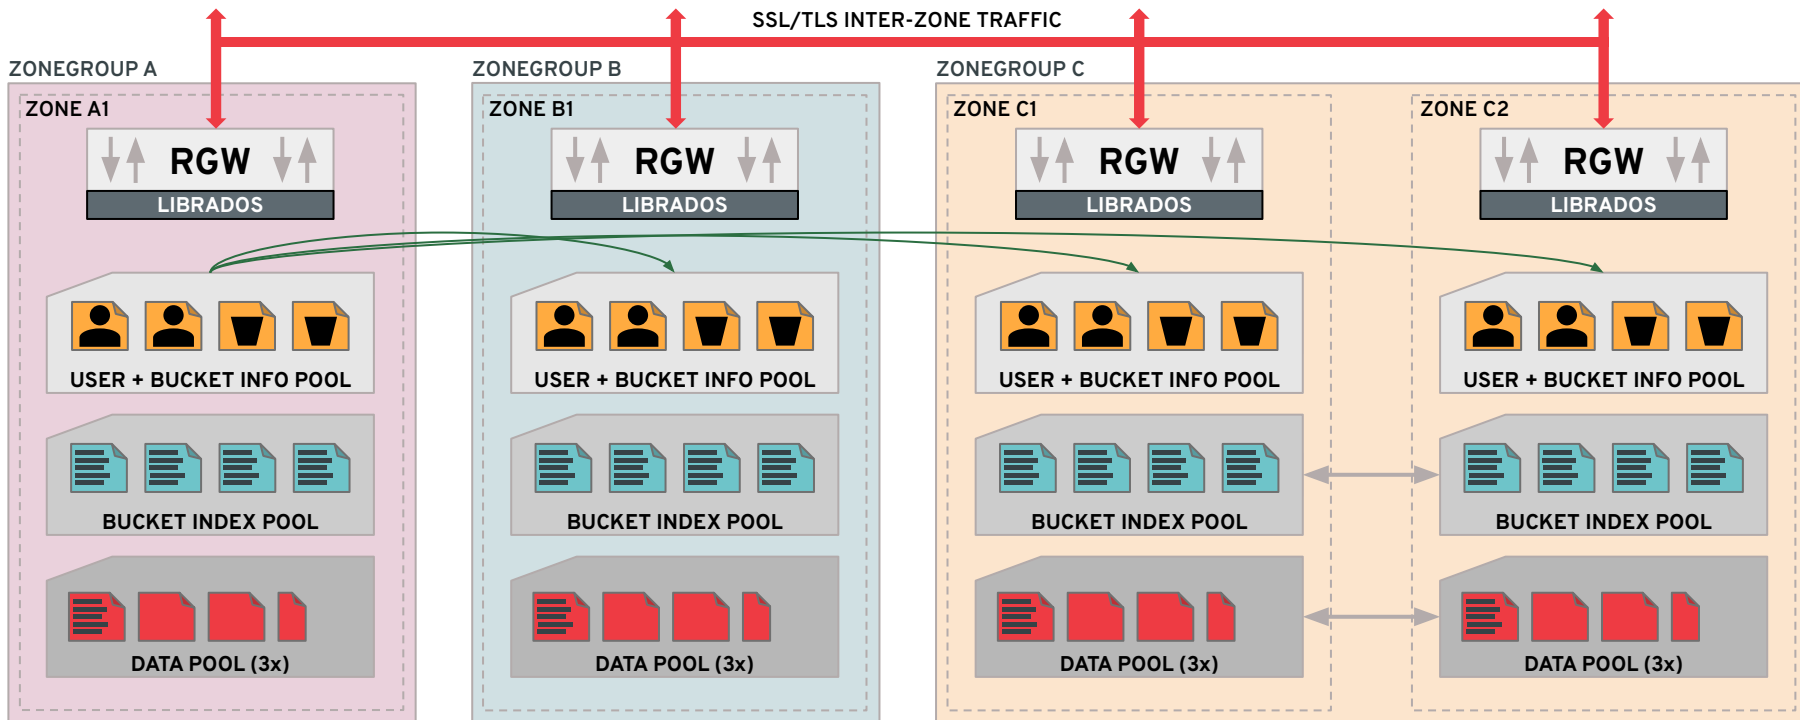 SSL/TLS INTER-ZONE TRAFFIC
ZONEGROUP A
ZONEGROUP B
ZONEGROUP C
ZONE A1
ZONE B1
ZONE C1
ZONE C2
RGW
RGW
RGW
RGW
LIBRADOS
LIBRADOS
LIBRADOS
LIBRADOS
USER + BUCKET INFO POOL
USER + BUCKET INFO POOL
USER + BUCKET INFO POOL
USER + BUCKET INFO POOL
BUCKET INDEX POOL
BUCKET INDEX POOL
BUCKET INDEX POOL
BUCKET INDEX POOL
DATA POOL (3x)
DATA POOL (3x)
DATA POOL (3x)
DATA POOL (3x)